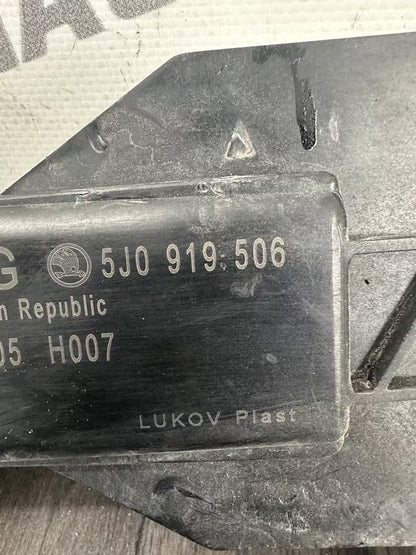 G 5J0 919 506
n Republic
05 H007
LUKOV Plast